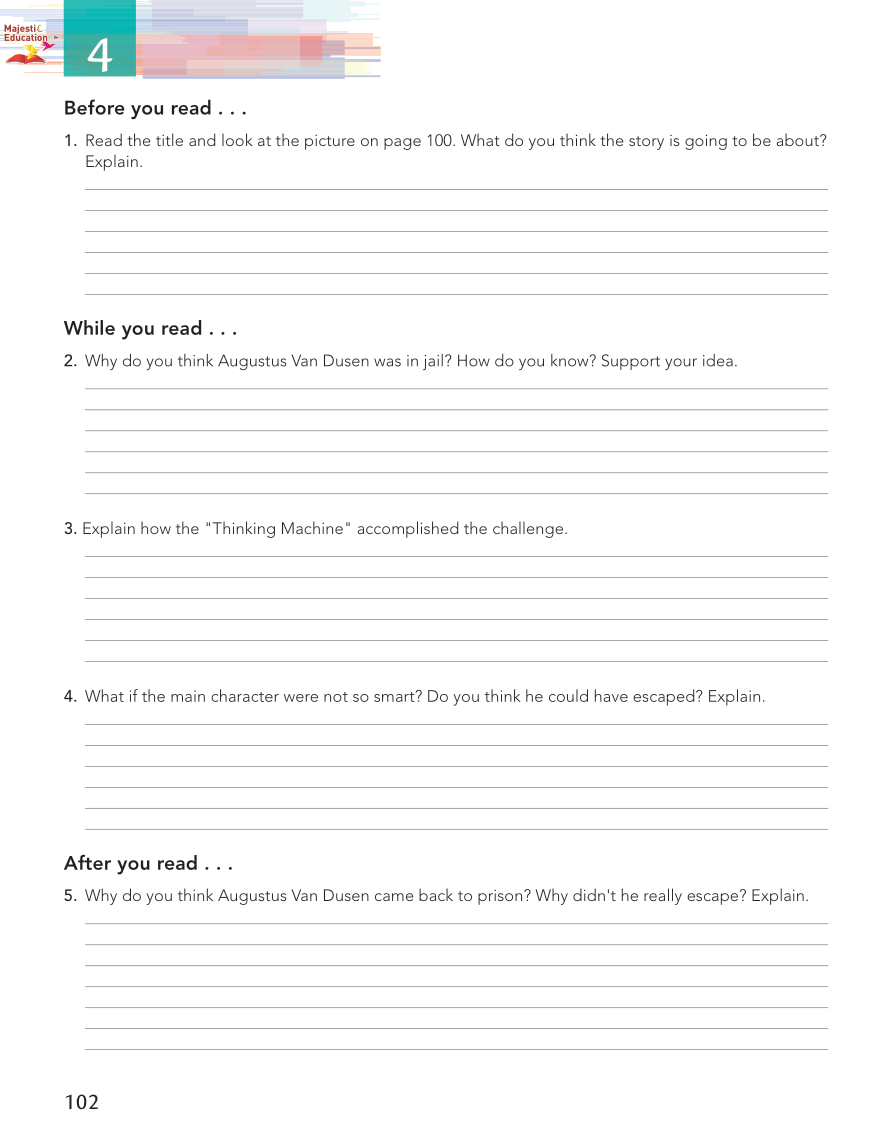 Majestic
Education
4
Before you read . . .
1. Read the title and look at the picture on page 100. What do you think the story is going to be about?
Explain.
While you read . . .
2. Why do you think Augustus Van Dusen was in jail? How do you know? Support your idea.
3. Explain how the "Thinking Machine" accomplished the challenge.
4. What if the main character were not so smart? Do you think he could have escaped? Explain.
After you read . . .
5. Why do you think Augustus Van Dusen came back to prison? Why didn't he really escape? Explain.
102